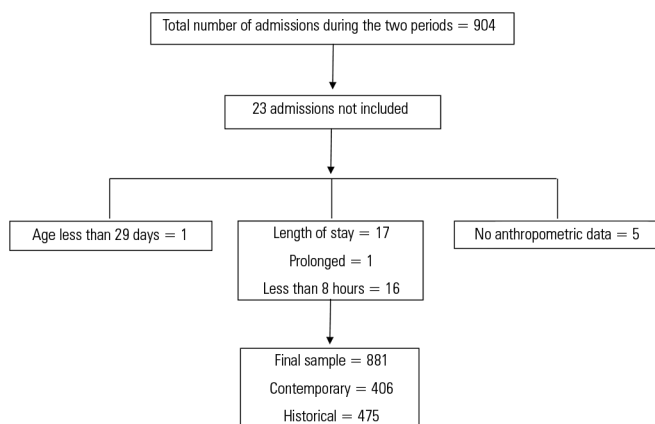 Total number of admissions during the two periods = 904
23 admissions not included
Age less than 29 days = 1
Length of stay = 17
Prolonged = 1
Less than 8 hours = 16
No anthropometric data = 5
Final sample = 881
Contemporary = 406
Historical = 475